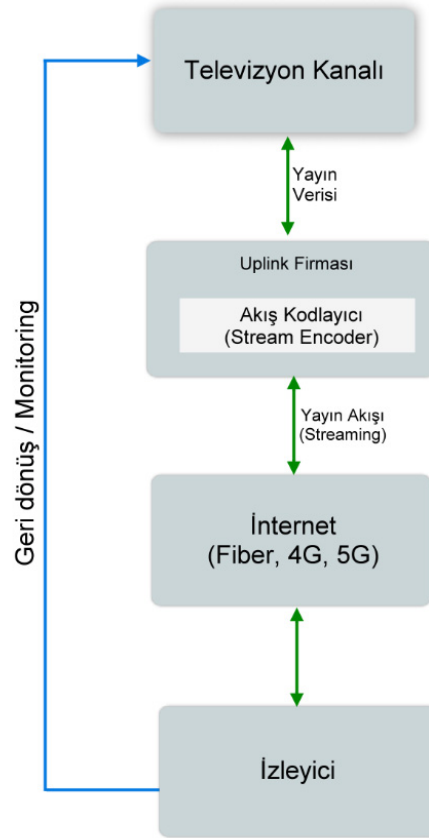 Televizyon Kanalı
Yayın
Verisi
Uplink Firması
Akış Kodlayıcı
(Stream Encoder)
Yayın Akışı
(Streaming)
İnternet
(Fiber, 4G, 5G)
İzleyici
Geri dönüş / Monitoring